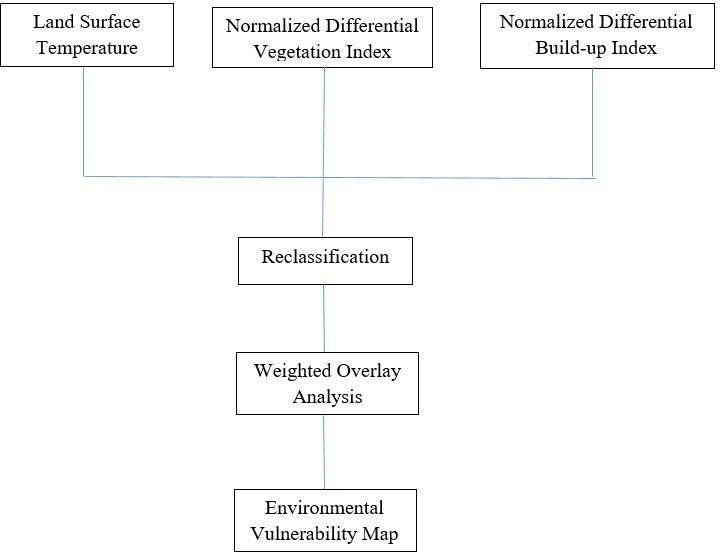 Land Surface
Temperature
Normalized Differential
Vegetation Index
Normalized Differential
Build-up Index
Reclassification
Weighted Overlay
Analysis
Environmental
Vulnerability Map